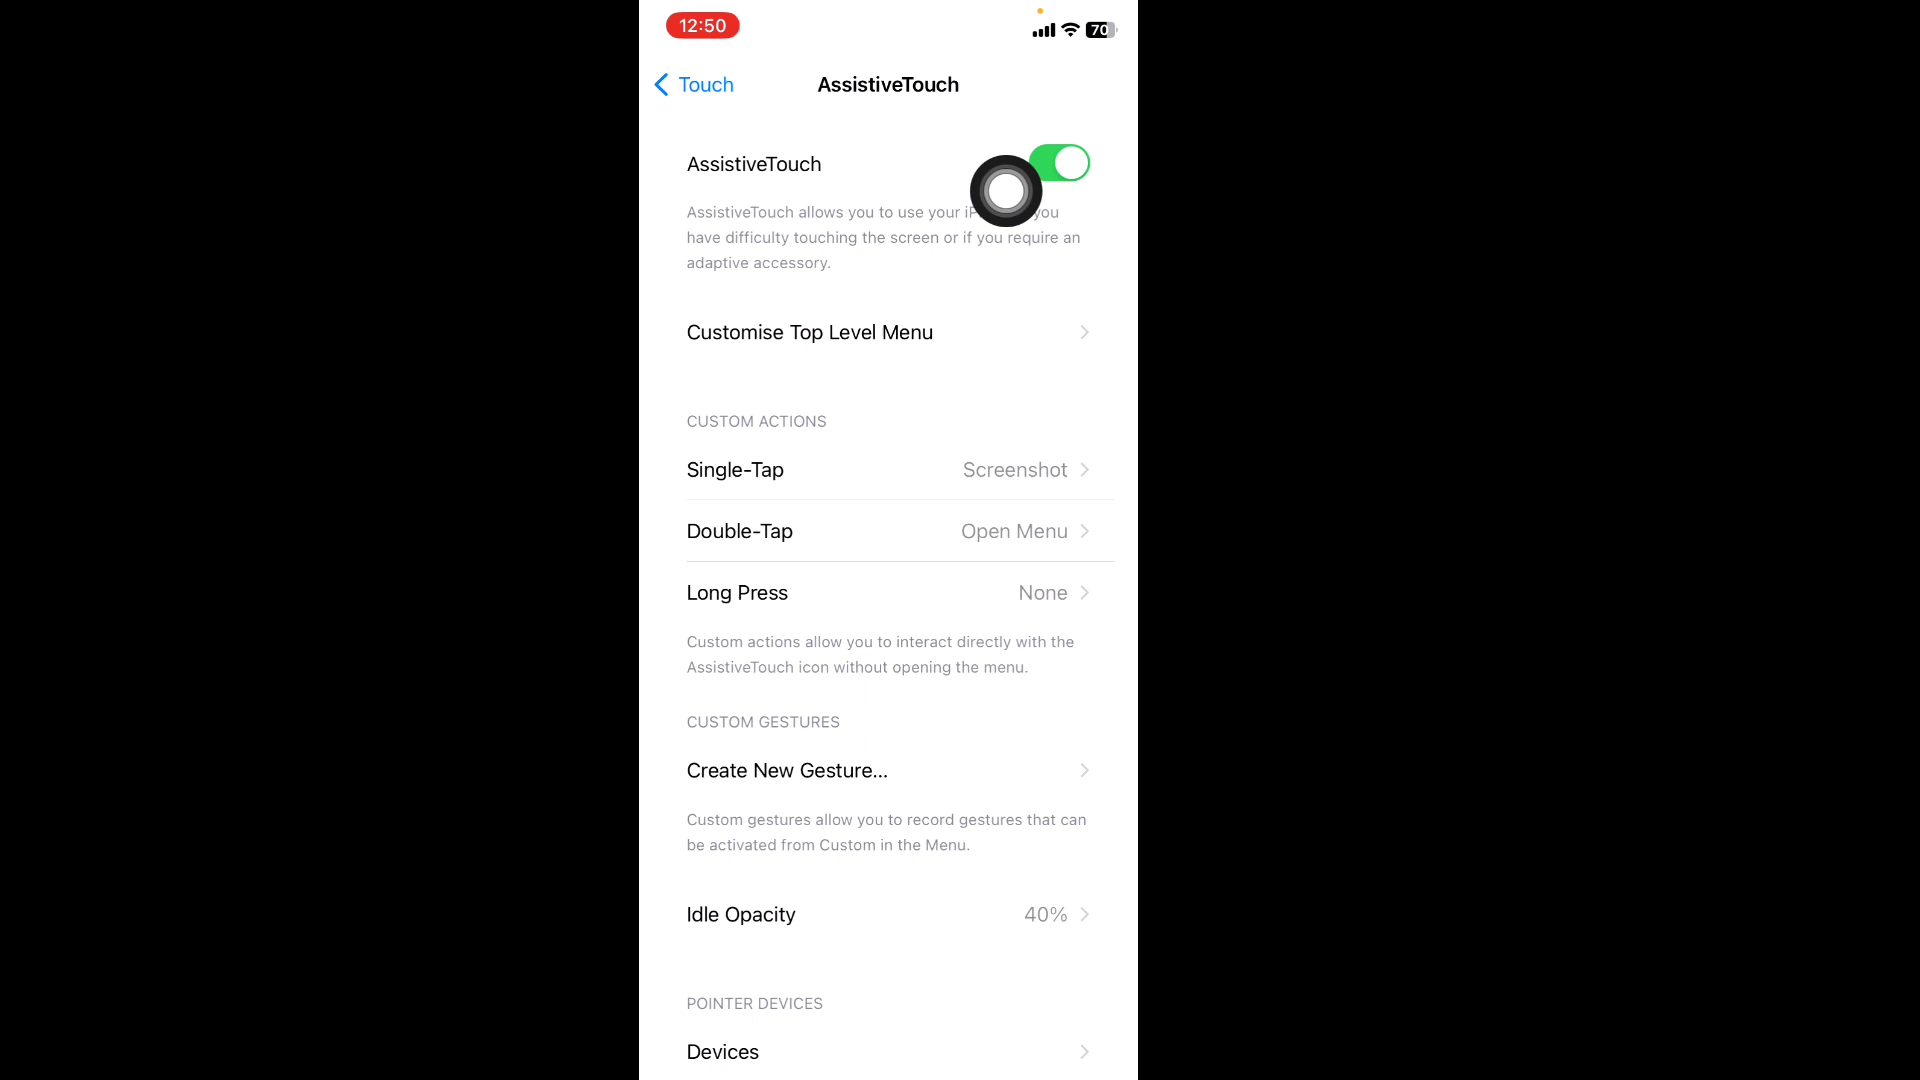 12:50
70
Touch
AssistiveTouch
AssistiveTouch
AssistiveTouch allows you to use your you
have difficulty touching the screen or if you require an
adaptive accessory.
Customise Top Level Menu
CUSTOM ACTIONS
Single-Tap Screenshot
Double-Tap Open Menu
Long Press None
Custom actions allow you to interact directly with the
AssistiveTouch icon without opening the menu.
CUSTOM GESTURES
Create New Gesture...
Custom gestures allow you to record gestures that can
be activated from Custom in the Menu.
Idle Opacity 40%
POINTER DEVICES
Devices